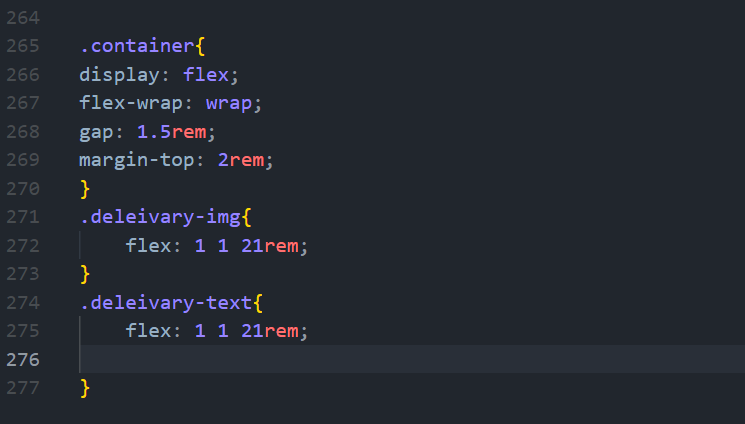 264
265 .container{
266 display: flex;
267 flex-wrap: wrap;
268 gap: 1.5rem;
269 margin-top: 2rem;
270 }
271 .deleivary-img{
272 flex: 1 1 21rem;
273 }
274 .deleivary-text{
275 flex: 1 1 21rem;
276
277 }